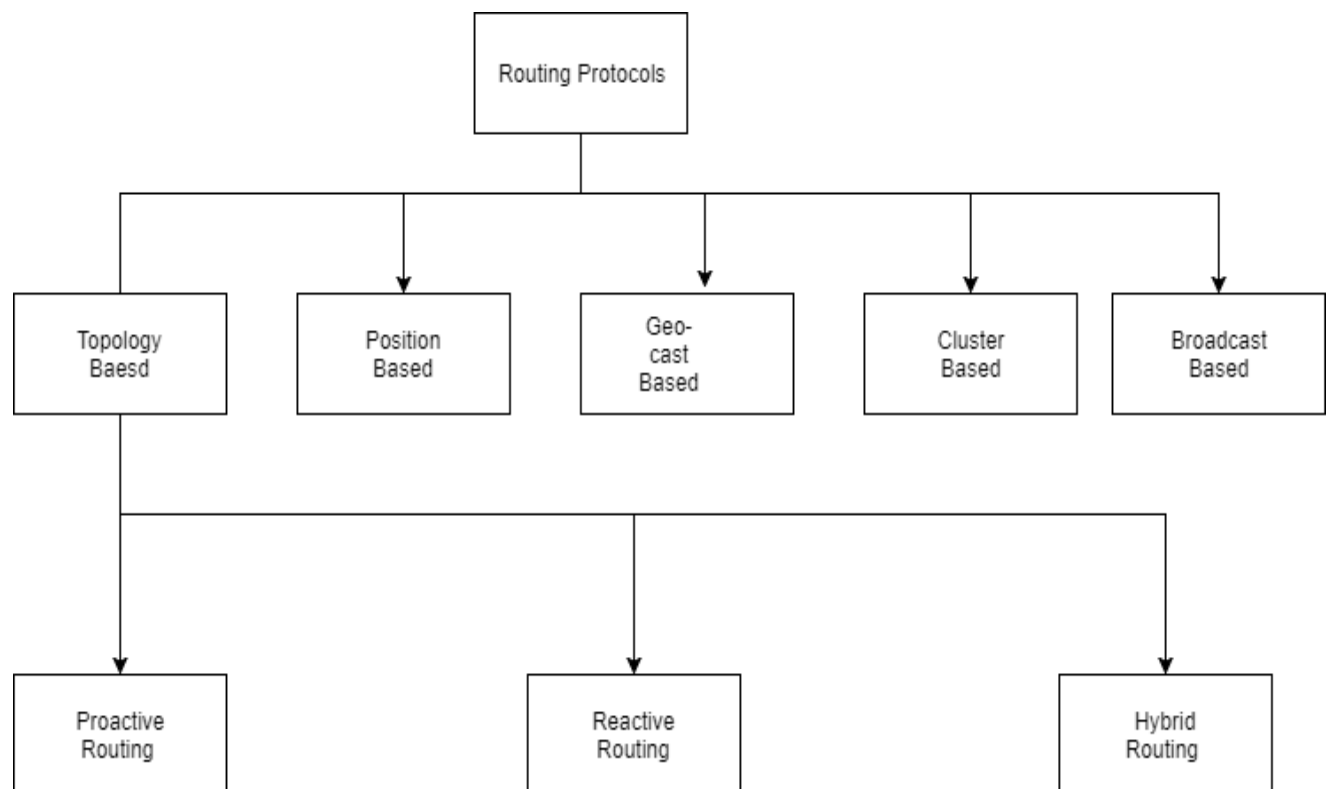 Routing Protocols
Topology
Baesd
Position
Based
Geo-
cast
Based
Cluster
Based
Broadcast
Based
Proactive
Routing
Reactive
Routing
Hybrid
Routing